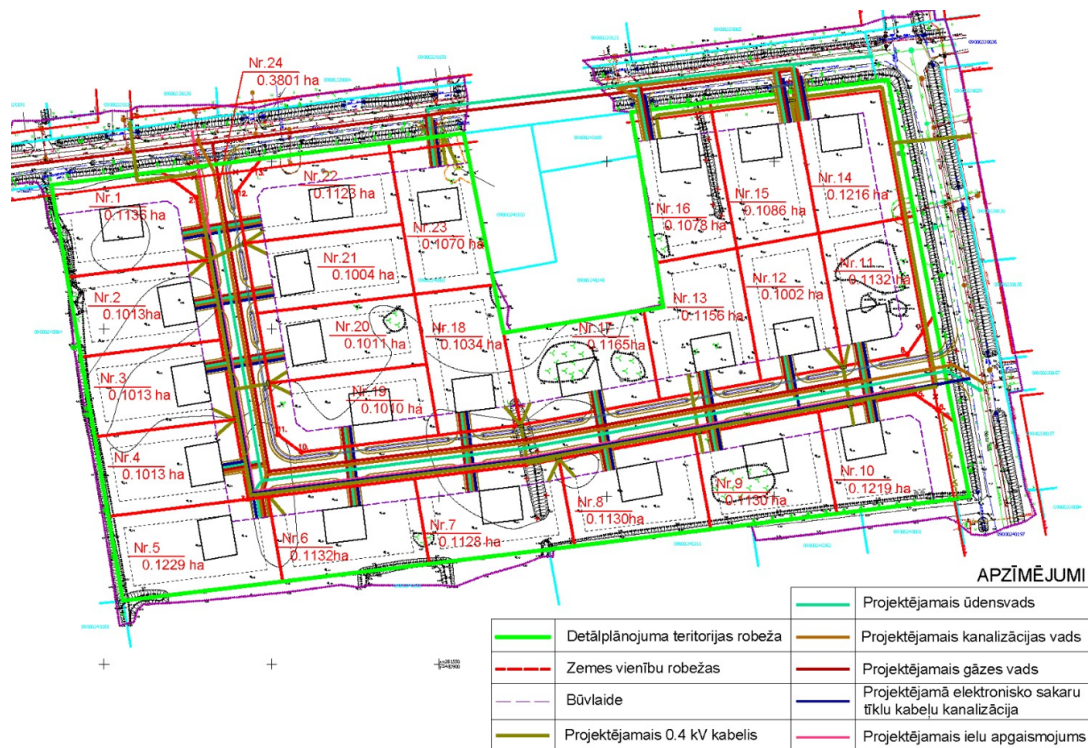 Nr.24
0.3801 ha
Nr.1
0.1136 ha
Nr.22
0.1123 ha
Nr.23
0.1070 ha
Nr.16
0.1078 ha
Nr.15
0.1086 ha
Nr.14
0.1216 ha
Nr.2
0.1013ha
Nr.21
0.1004 ha
Nr.20
0.1011 ha
Nr.18
0.1034 ha
Nr.17
0.1165ha
Nr.13
0.1156 ha
Nr.12
0.1002 ha
Nr.11
0.1132 ha
Nr.3
0.1013 ha
Nr.19
0.1010 ha
Nr.4
0.1013 ha
Nr.5
0.1229 ha
Nr.6
0.1132ha
Nr.7
0.1128 ha
Nr.8
0.1130ha
Nr.9
0.1130 ha
Nr.10
0.1219 ha
APZĪMĒJUMI
Detālplānojuma teritorijas robeža
Zemes vienību robežas
Būvlaide
Projektējamais 0.4 kV kabelis
Projektējamais ūdensvads
Projektējamais kanalizācijas vads
Projektējamais gāzes vads
Projektējamā elektronisko sakaru
tīklu kabeļu kanalizācija
Projektējamais ielu apgaismojums